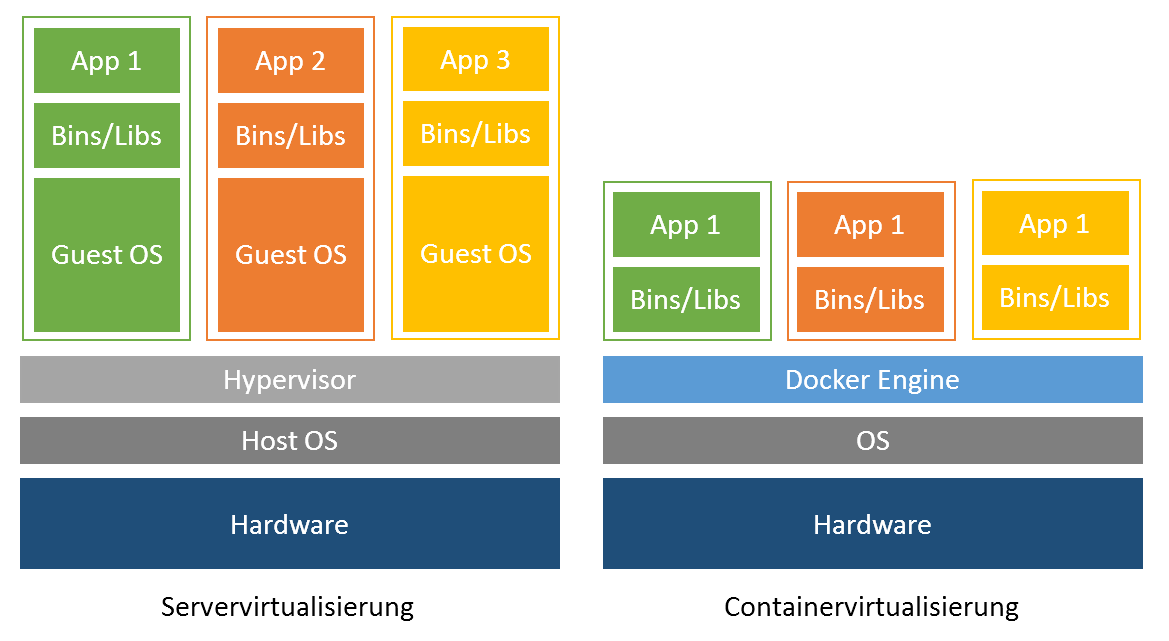 App 1
Bins/Libs
Guest OS
App 2
Bins/Libs
Guest OS
App 3
Bins/Libs
Guest OS
Hypervisor
Host OS
Hardware
Servervirtualisierung
App 1
Bins/Libs
App 1
Bins/Libs
App 1
Bins/Libs
Docker Engine
OS
Hardware
Containervirtualisierung